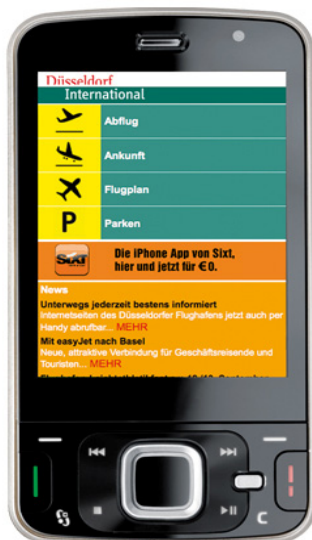 Düsseldorf
International
Abflug
Ankunft
Flugplan
P
Parken
SIXT
Die iPhone App von Sixt,
hier und jetzt für € 0.
News
Unterwegs jederzeit bestens informiert
Internetseiten des Düsseldorfer Flughafens jetzt auch per
Handy abrufbar... MEHR
Mit easyJet nach Basel
Neue, attraktive Verbindung für Geschäftsreisende und
Touristen... MEHR
C